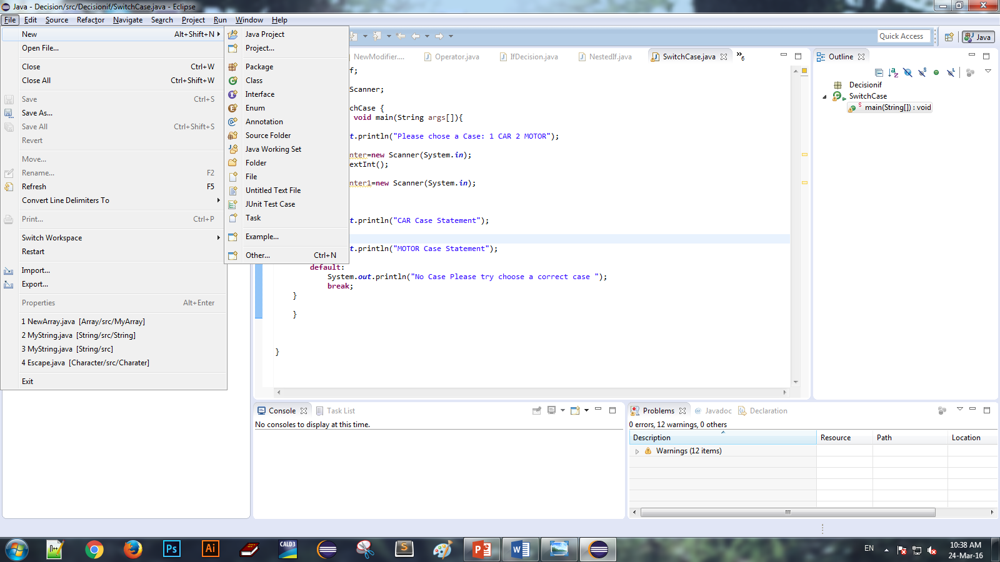 Java - Decision/src/Decisionif/SwitchCase.java - Eclipse
File Edit Source Refactor Navigate Search Project Run Window Help
New Alt+Shift+N
Open File...
Close Ctrl+W
Close All Ctrl+Shift+W
Save Ctrl+S
Save As...
Save All Ctrl+Shift+S
Revert
Move...
Rename... F2
Refresh F5
Convert Line Delimiters To
Print... Ctrl+P
Switch Workspace
Restart
Import...
Export...
Properties Alt+Enter
1 NewArray.java [Array/src/MyArray]
2 MyString.java [String/src/String]
3 MyString.java [String/src]
4 Escape.java [Character/src/Charater]
Exit
Java Project
Project...
Package
Class
Interface
Enum
Annotation
Source Folder
Java Working Set
Folder
File
Untitled Text File
JUnit Test Case
Task
Example...
Other... Ctrl+N
Quick Access
Java
NewModifier.... Operator.java IfDecision.java NestedIf.java SwitchCase.java »6
f;
Scanner;
chCase {
void main(String args[]){
t.println("Please chose a Case: 1 CAR 2 MOTOR");
nter=new Scanner(System.in);
extInt();
nter1=new Scanner(System.in);
t.println("CAR Case Statement");
t.println("MOTOR Case Statement");
default:
System.out.println("No Case Please try choose a correct case ");
break;
}
}
}
Outline
Decisionif
SwitchCase
main(String[]) : void
Console Task List
No consoles to display at this time.
Problems Javadoc Declaration
0 errors, 12 warnings, 0 others
Description Resource Path Location
Warnings (12 items)
Ps
Ai
CALD3
S
P
W
EN
10:38 AM
24-Mar-16